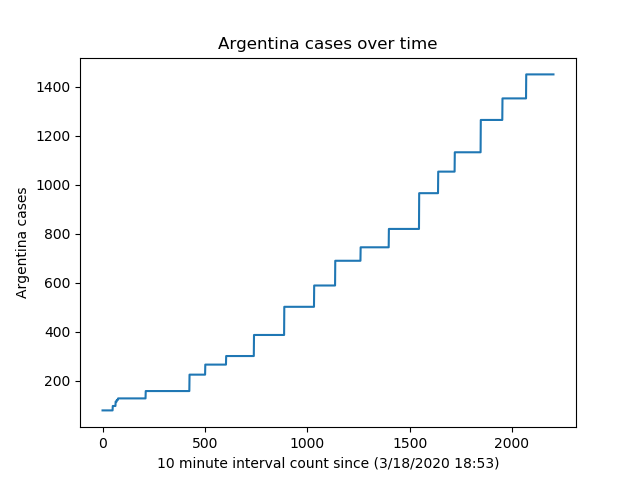 Argentina cases over time
Argentina cases
1400
1200
1000
800
600
400
200
0 500 1000 1500 2000
10 minute interval count since (3/18/2020 18:53)